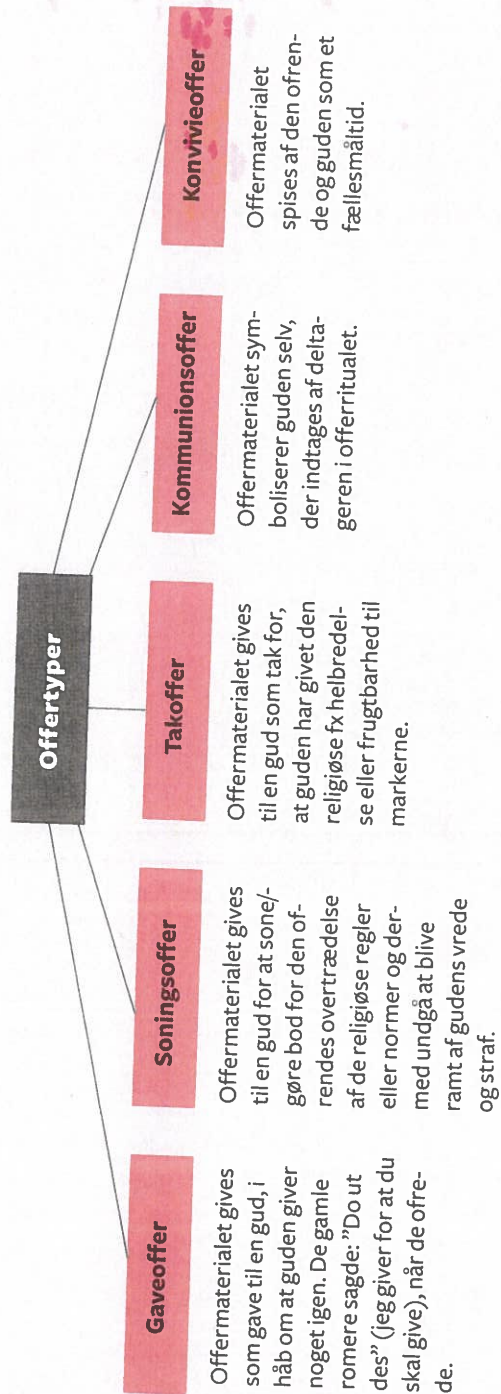 Offertyper
Gaveoffer
Offermaterialet gives
som gave til en gud, i
håb om at guden giver
noget igen. De gamle
romere sagde: ”Do ut
des” (jeg giver for at du
skal give), når de ofre-
de.
Soningsoffer
Offermaterialet gives
til en gud for at sone/-
gøre bod for den of-
rendes overtrædelse
af de religiøse regler
eller normer og der-
med undgå at blive
ramt af gudens vrede
og straf.
Takoffer
Offermaterialet gives
til en gud som tak for,
at guden har givet den
religiøse fx helbredel-
se eller frugtbarhed til
markerne.
Kommunionsoffer
Offermaterialet sym-
boliserer guden selv,
der indtages af delta-
geren i offerritualet.
Konvivieoffer
Offermaterialet
spises af den ofren-
de og guden som et
fællesmåltid.